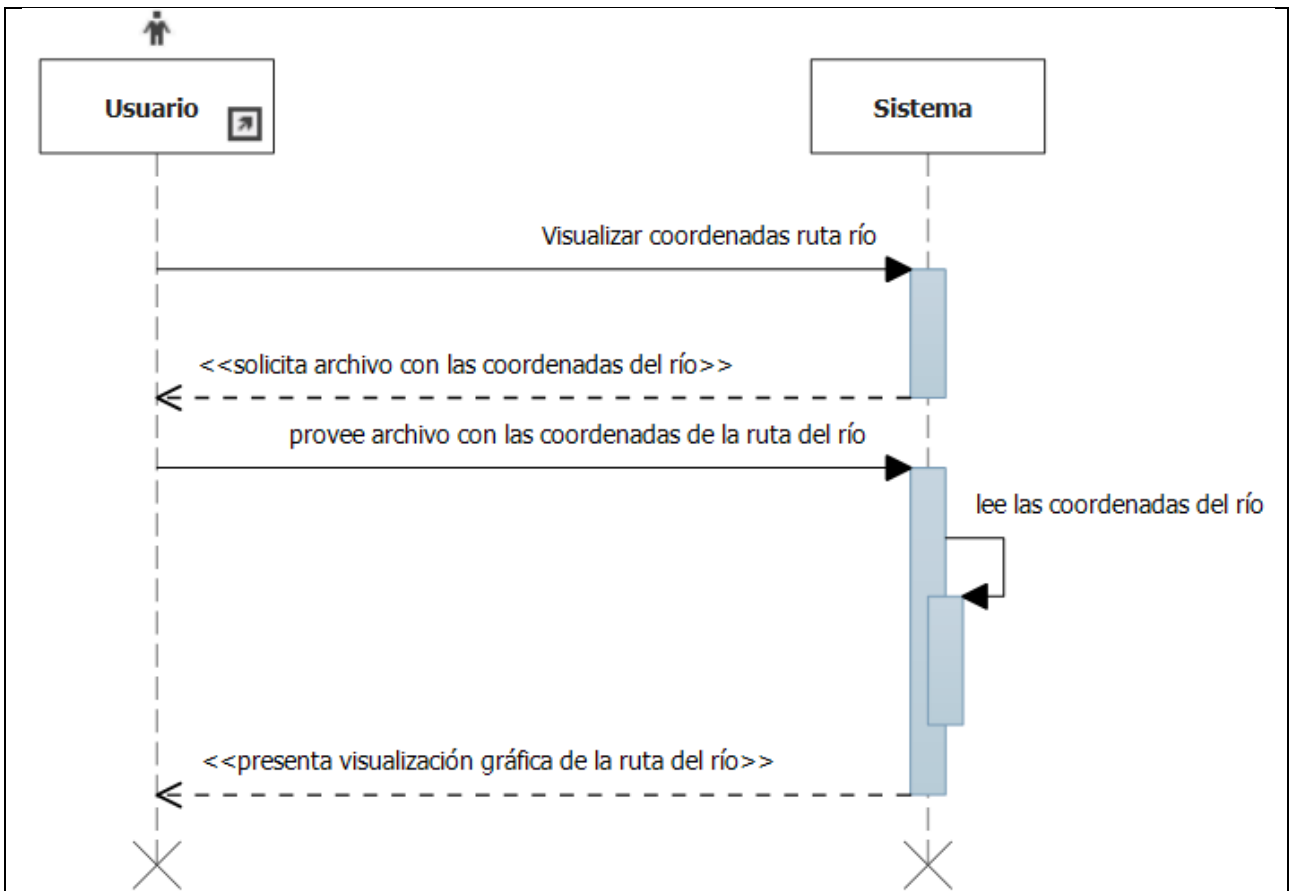 Usuario
Sistema
Visualizar coordenadas ruta río
<<solicita archivo con las coordenadas del río>>
provee archivo con las coordenadas de la ruta del río
lee las coordenadas del río
<<presenta visualización gráfica de la ruta del río>>